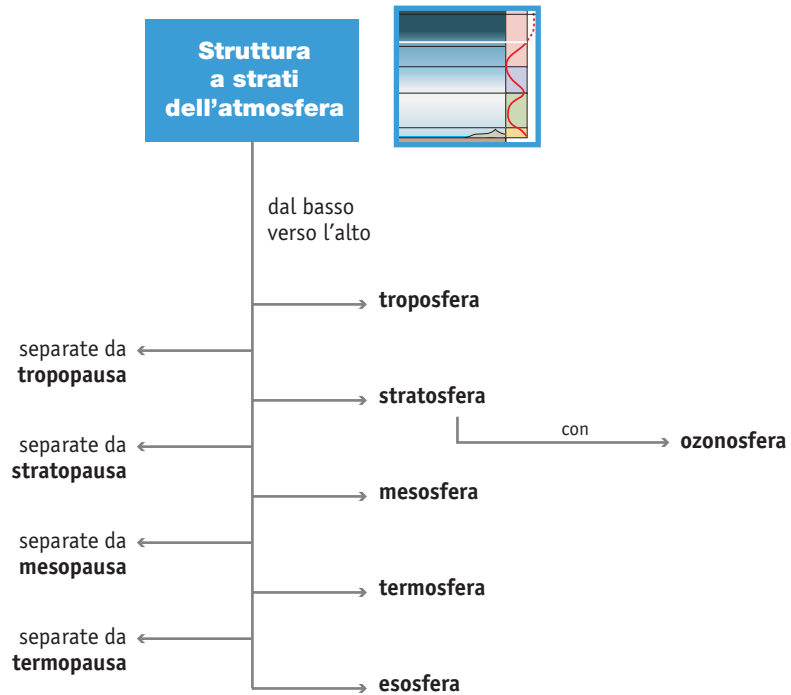 Struttura
a strati
dell'atmosfera
dal basso
verso l'alto
troposfera
separate da
tropopausa
stratosfera
con
ozonosfera
separate da
stratopausa
mesosfera
separate da
mesopausa
termosfera
separate da
termopausa
esosfera